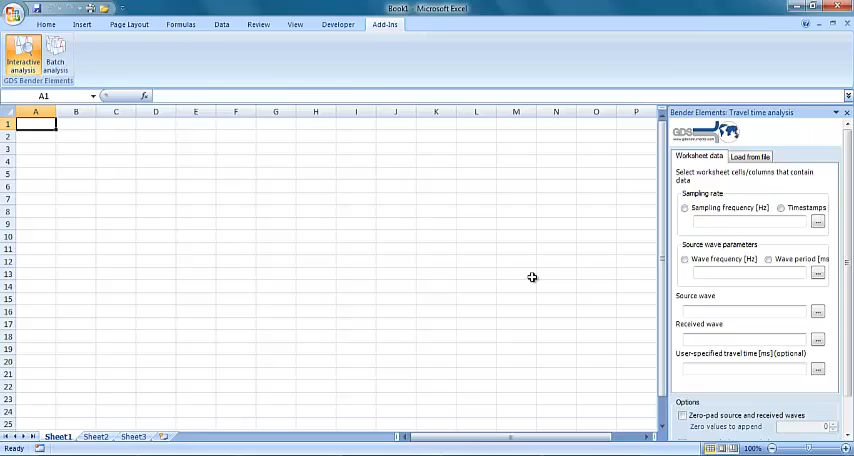 Book1 - Microsoft Excel
Home Insert Page Layout Formulas Data Review View Developer Add-Ins
Interactive analysis
Batch analysis
GDS Bender Elements
A1 fx
A B C D E F G H I J K L M N O P
1
2
3
4
5
6
7
8
9
10
11
12
13
14
15
16
17
18
19
20
21
22
23
24
25
Sheet1 Sheet2 Sheet3
Ready 100%
Bender Elements: Travel time analysis
GDS
Worksheet data Load from file
Select worksheet cells/columns that contain
data
Sampling rate
Sampling frequency [Hz] Timestamps
...
Source wave parameters
Wave frequency [Hz] Wave period [ms
...
Source wave
...
Received wave
...
User-specified travel time [ms] (optional)
...
Options
Zero-pad source and received waves
Zero values to append 0